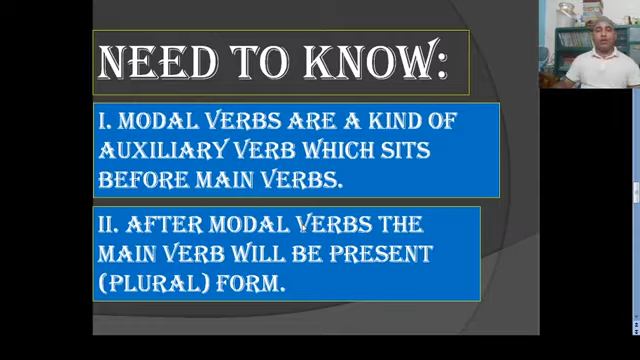 NEED TO KNOW:
I. MODAL VERBS ARE A KIND OF
AUXILIARY VERB WHICH SITS
BEFORE MAIN VERBS.
II. AFTER MODAL VERBS THE
MAIN VERB WILL BE PRESENT
(PLURAL) FORM.